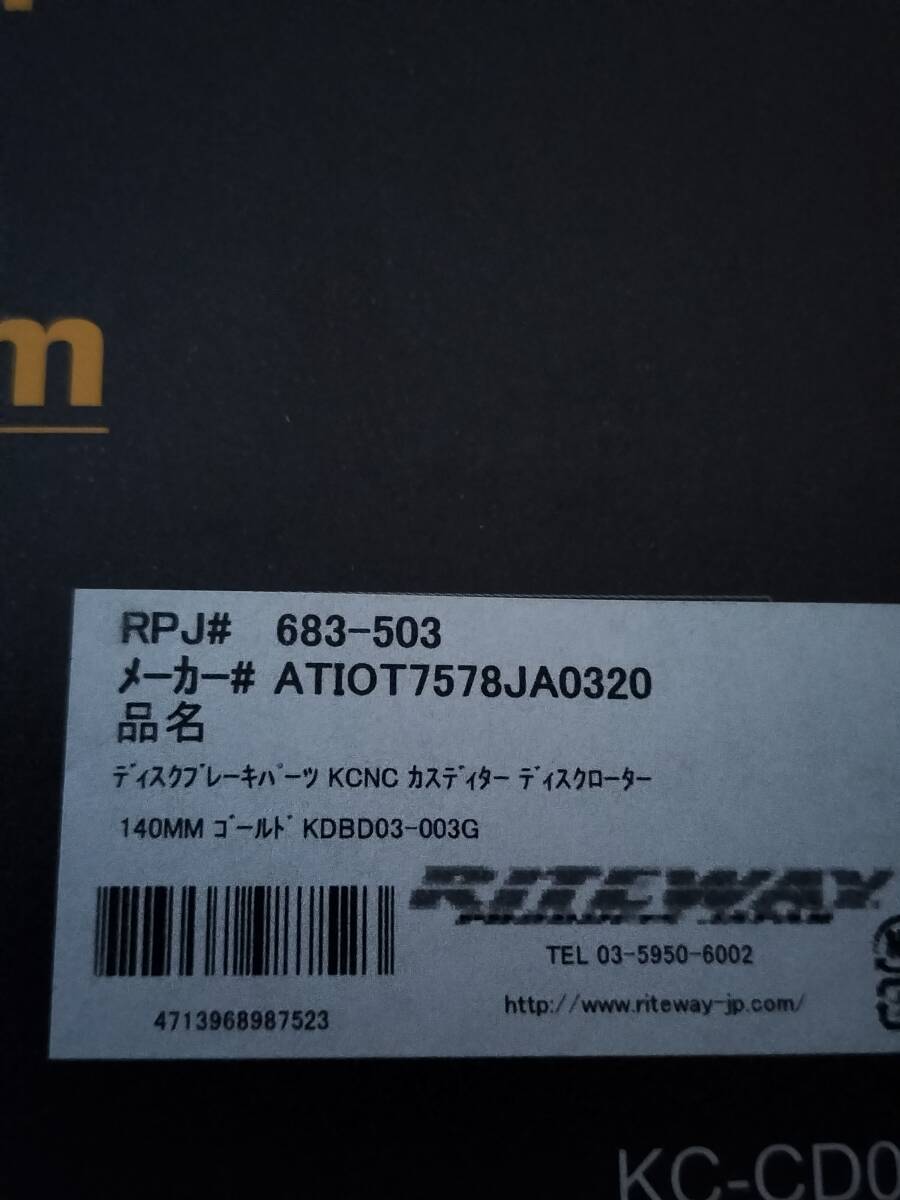 m
RPJ# 683-503
メーカー# ATIOT7578JA0320
品名
ﾃﾞｨｽｸﾌﾞﾚｰｷﾊﾟｰﾂ KCNC ｶｽﾃﾞｨﾀｰ ﾃﾞｨｽｸﾛｰﾀｰ
140MM ｺﾞｰﾙﾄﾞ KDBD03-003G
RITEWAY
TEL 03-5950-6002
http://www.riteway-jp.com/
4713968987523
KC-CD0